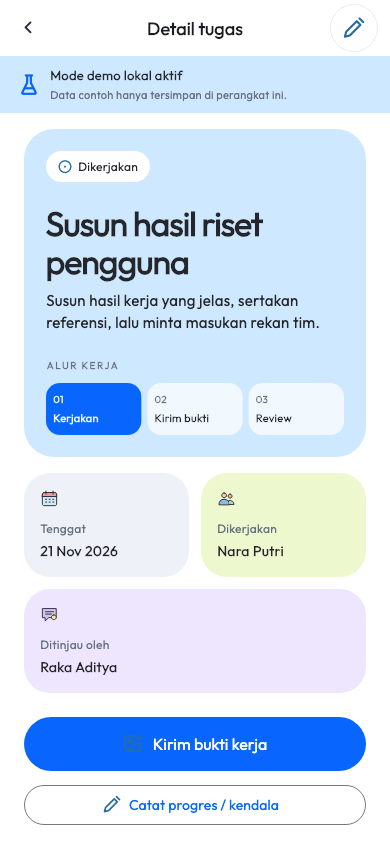 Detail tugas
Mode demo lokal aktif
Data contoh hanya tersimpan di perangkat ini.
Dikerjakan
Susun hasil riset
pengguna
Susun hasil kerja yang jelas, sertakan
referensi, lalu minta masukan rekan tim.
ALUR KERJA
01
Kerjakan
02
Kirim bukti
03
Review
Tenggat
21 Nov 2026
Dikerjakan
Nara Putri
Ditinjau oleh
Raka Aditya
Kirim bukti kerja
Catat progres / kendala